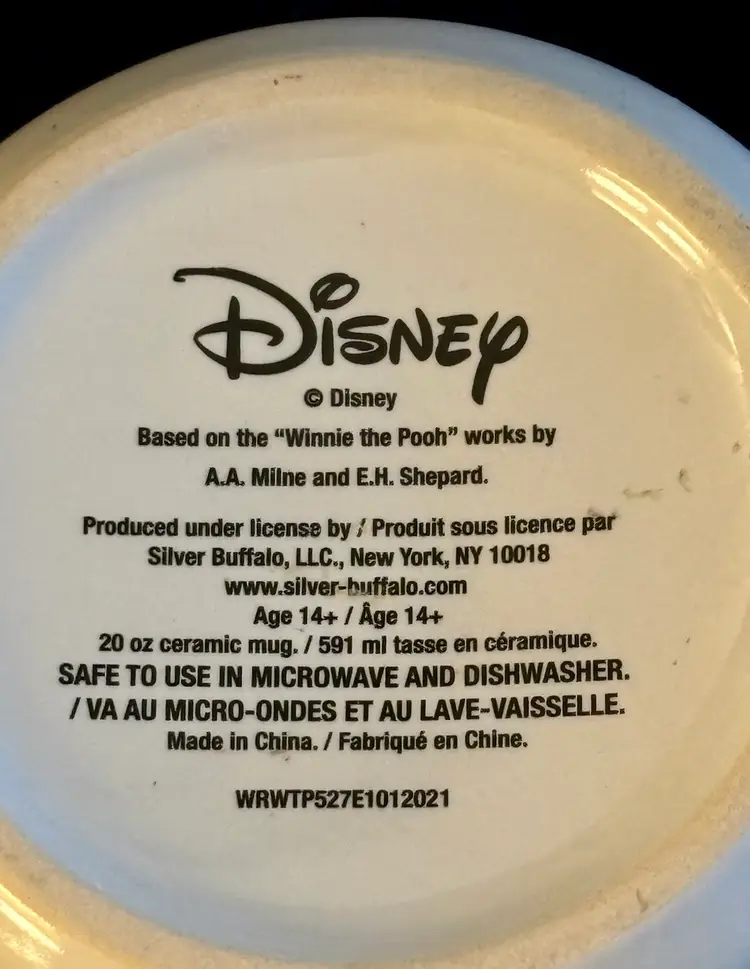 Disney
© Disney
Based on the “Winnie the Pooh” works by
A.A. Milne and E.H. Shepard.
Produced under license by / Produit sous licence par
Silver Buffalo, LLC., New York, NY 10018
www.silver-buffalo.com
Age 14+ / Âge 14+
20 oz ceramic mug. / 591 ml tasse en céramique.
SAFE TO USE IN MICROWAVE AND DISHWASHER.
/ VA AU MICRO-ONDES ET AU LAVE-VAISSELLE.
Made in China. / Fabriqué en Chine.
WRWTP527E1012021